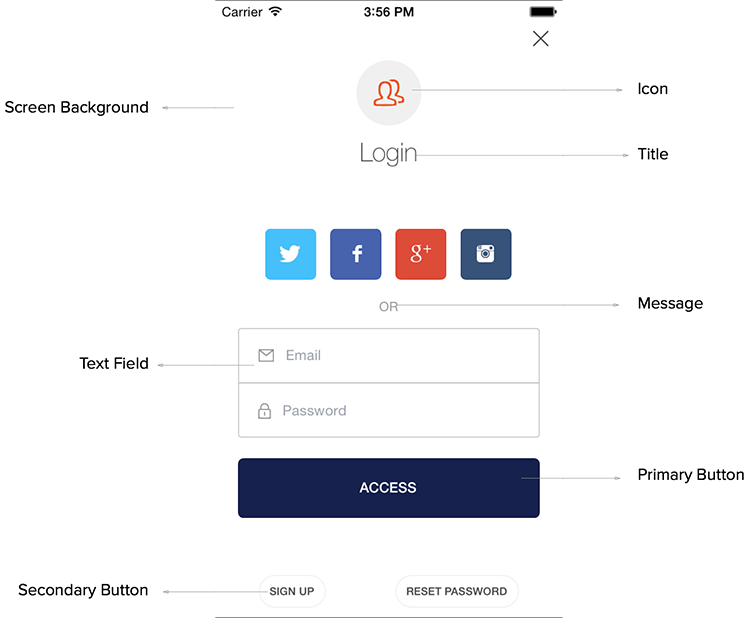 Carrier 3:56 PM
Icon
Screen Background
Login
Title
f g+
OR
Message
Email
Text Field
Password
ACCESS
Primary Button
Secondary Button
SIGN UP RESET PASSWORD